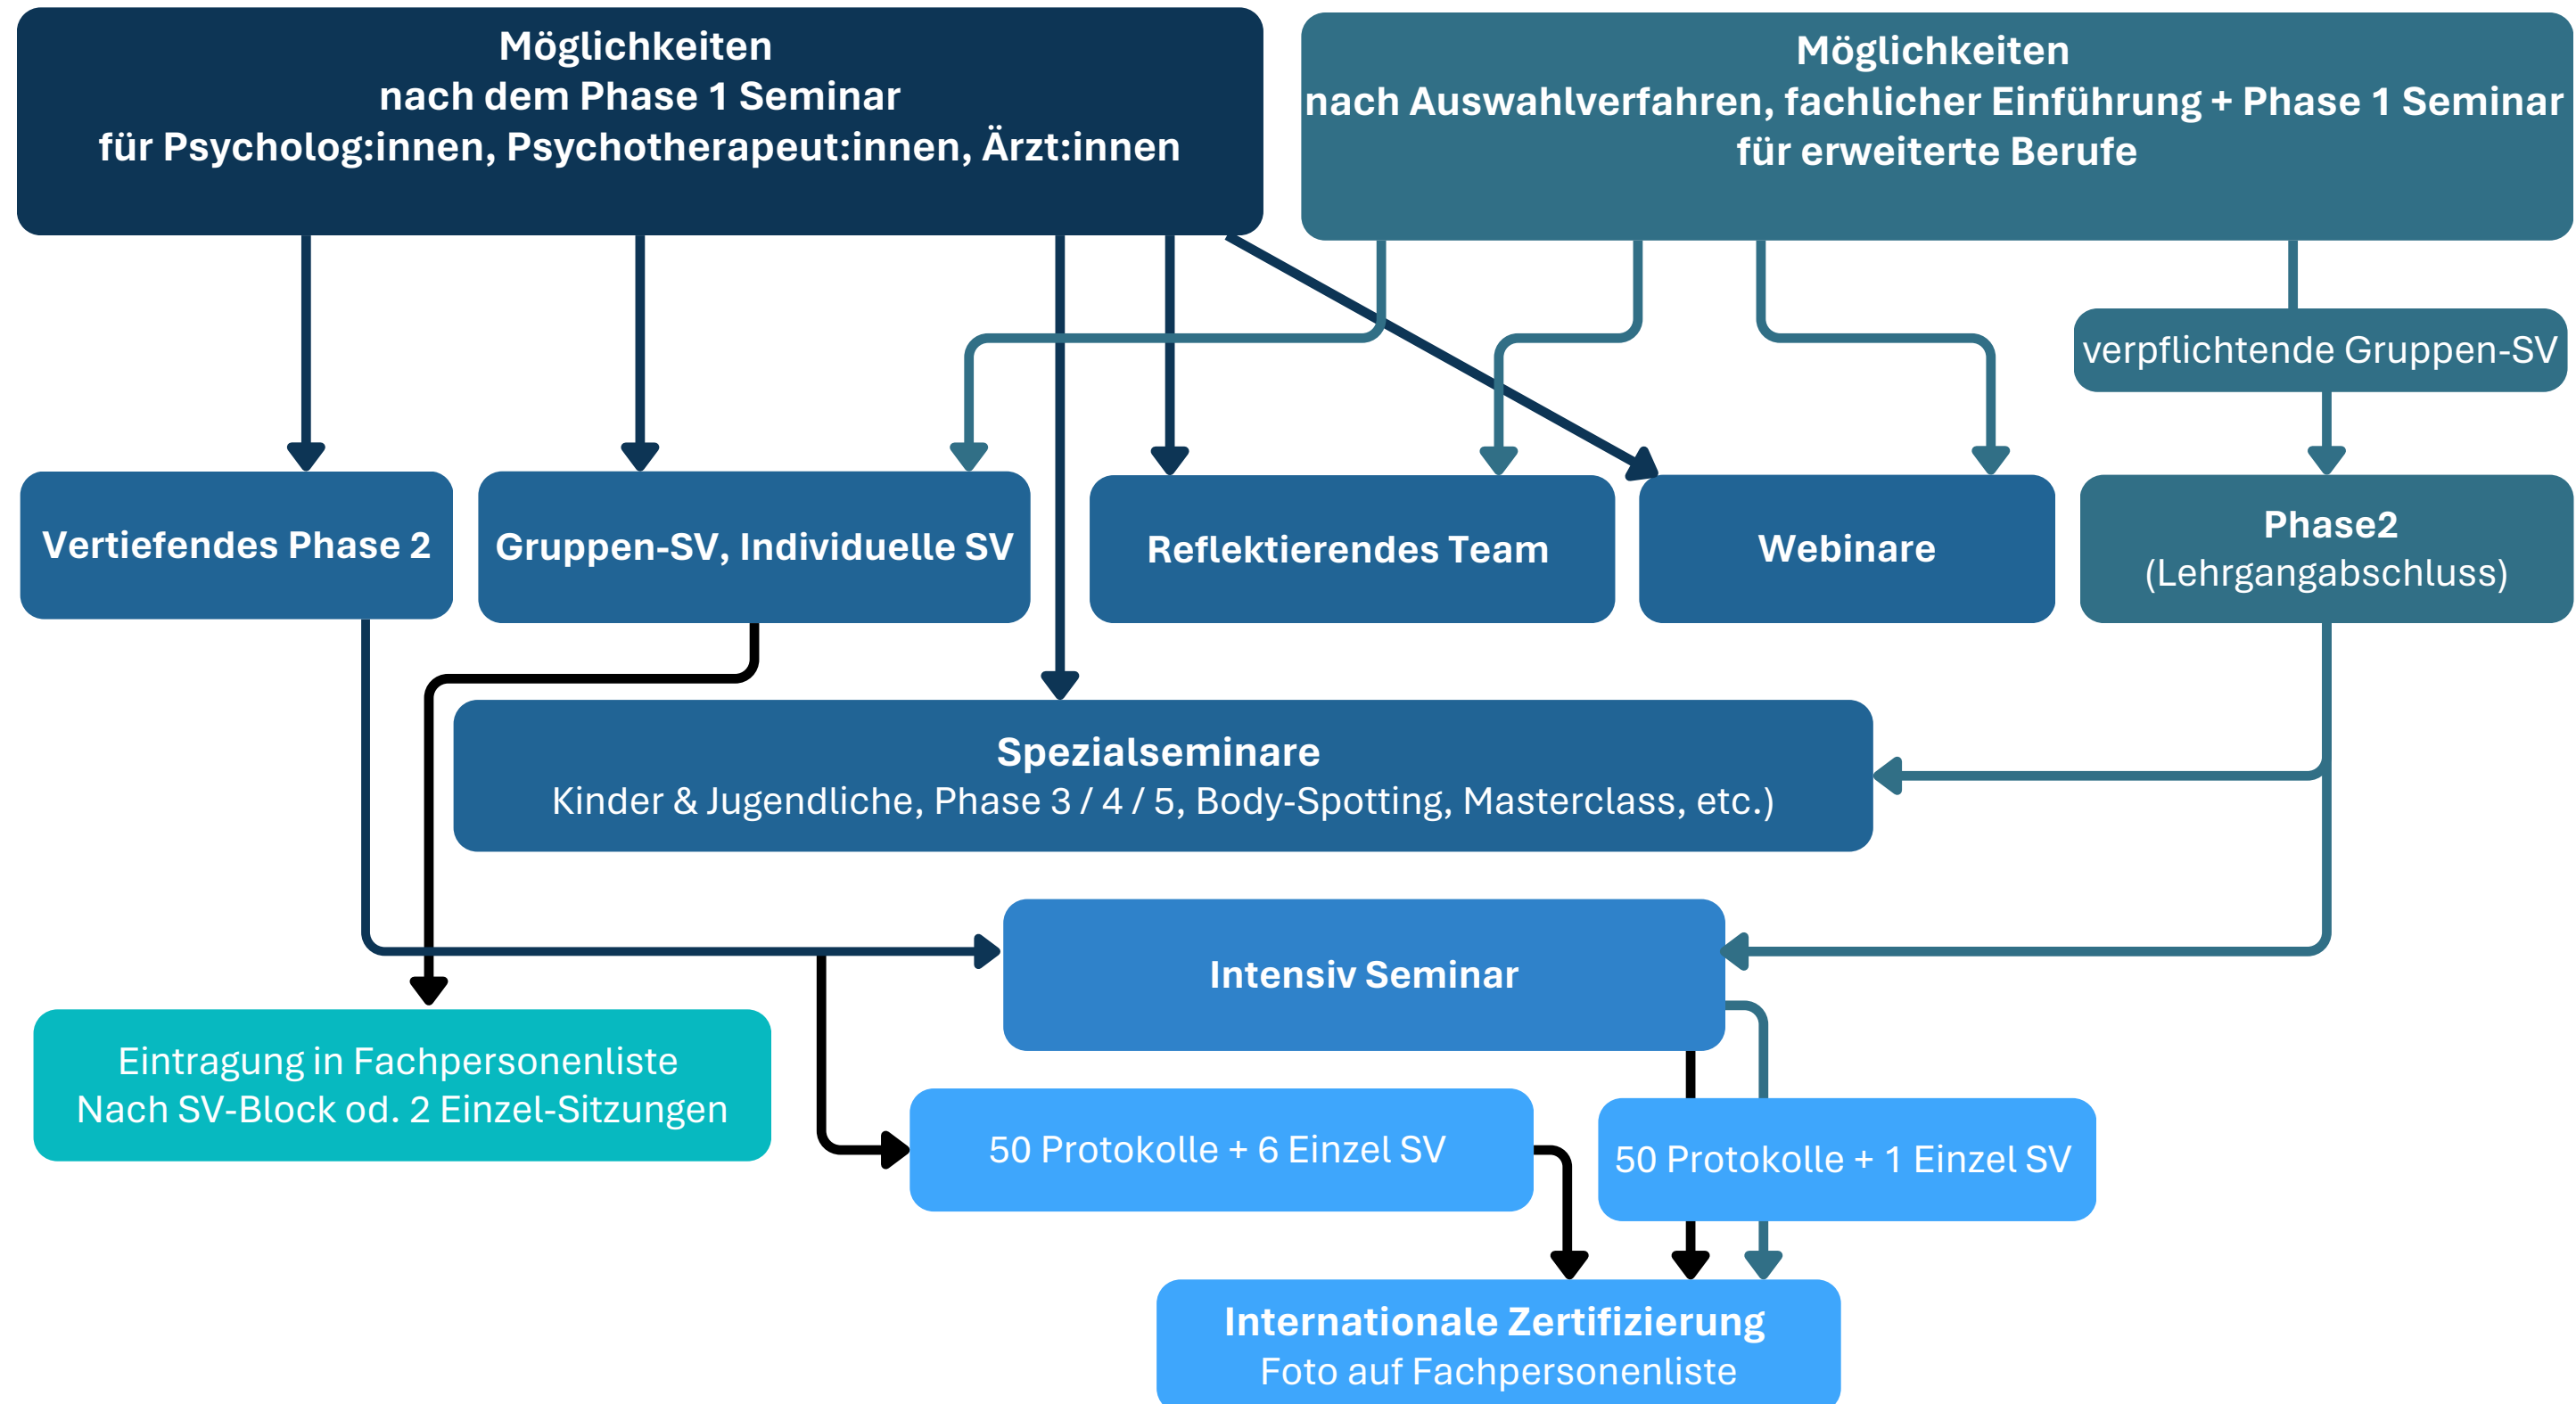 Möglichkeiten
nach dem Phase 1 Seminar
für Psycholog:innen, Psychotherapeut:innen, Ärzt:innen
Möglichkeiten
nach Auswahlverfahren, fachlicher Einführung + Phase 1 Seminar
für erweiterte Berufe
verpflichtende Gruppen-SV
Vertiefendes Phase 2
Gruppen-SV, Individuelle SV
Reflektierendes Team
Webinare
Phase2
(Lehrgangabschluss)
Spezialseminare
Kinder & Jugendliche, Phase 3 / 4 / 5, Body-Spotting, Masterclass, etc.)
Intensiv Seminar
Eintragung in Fachpersonenliste
Nach SV-Block od. 2 Einzel-Sitzungen
50 Protokolle + 6 Einzel SV
50 Protokolle + 1 Einzel SV
Internationale Zertifizierung
Foto auf Fachpersonenliste